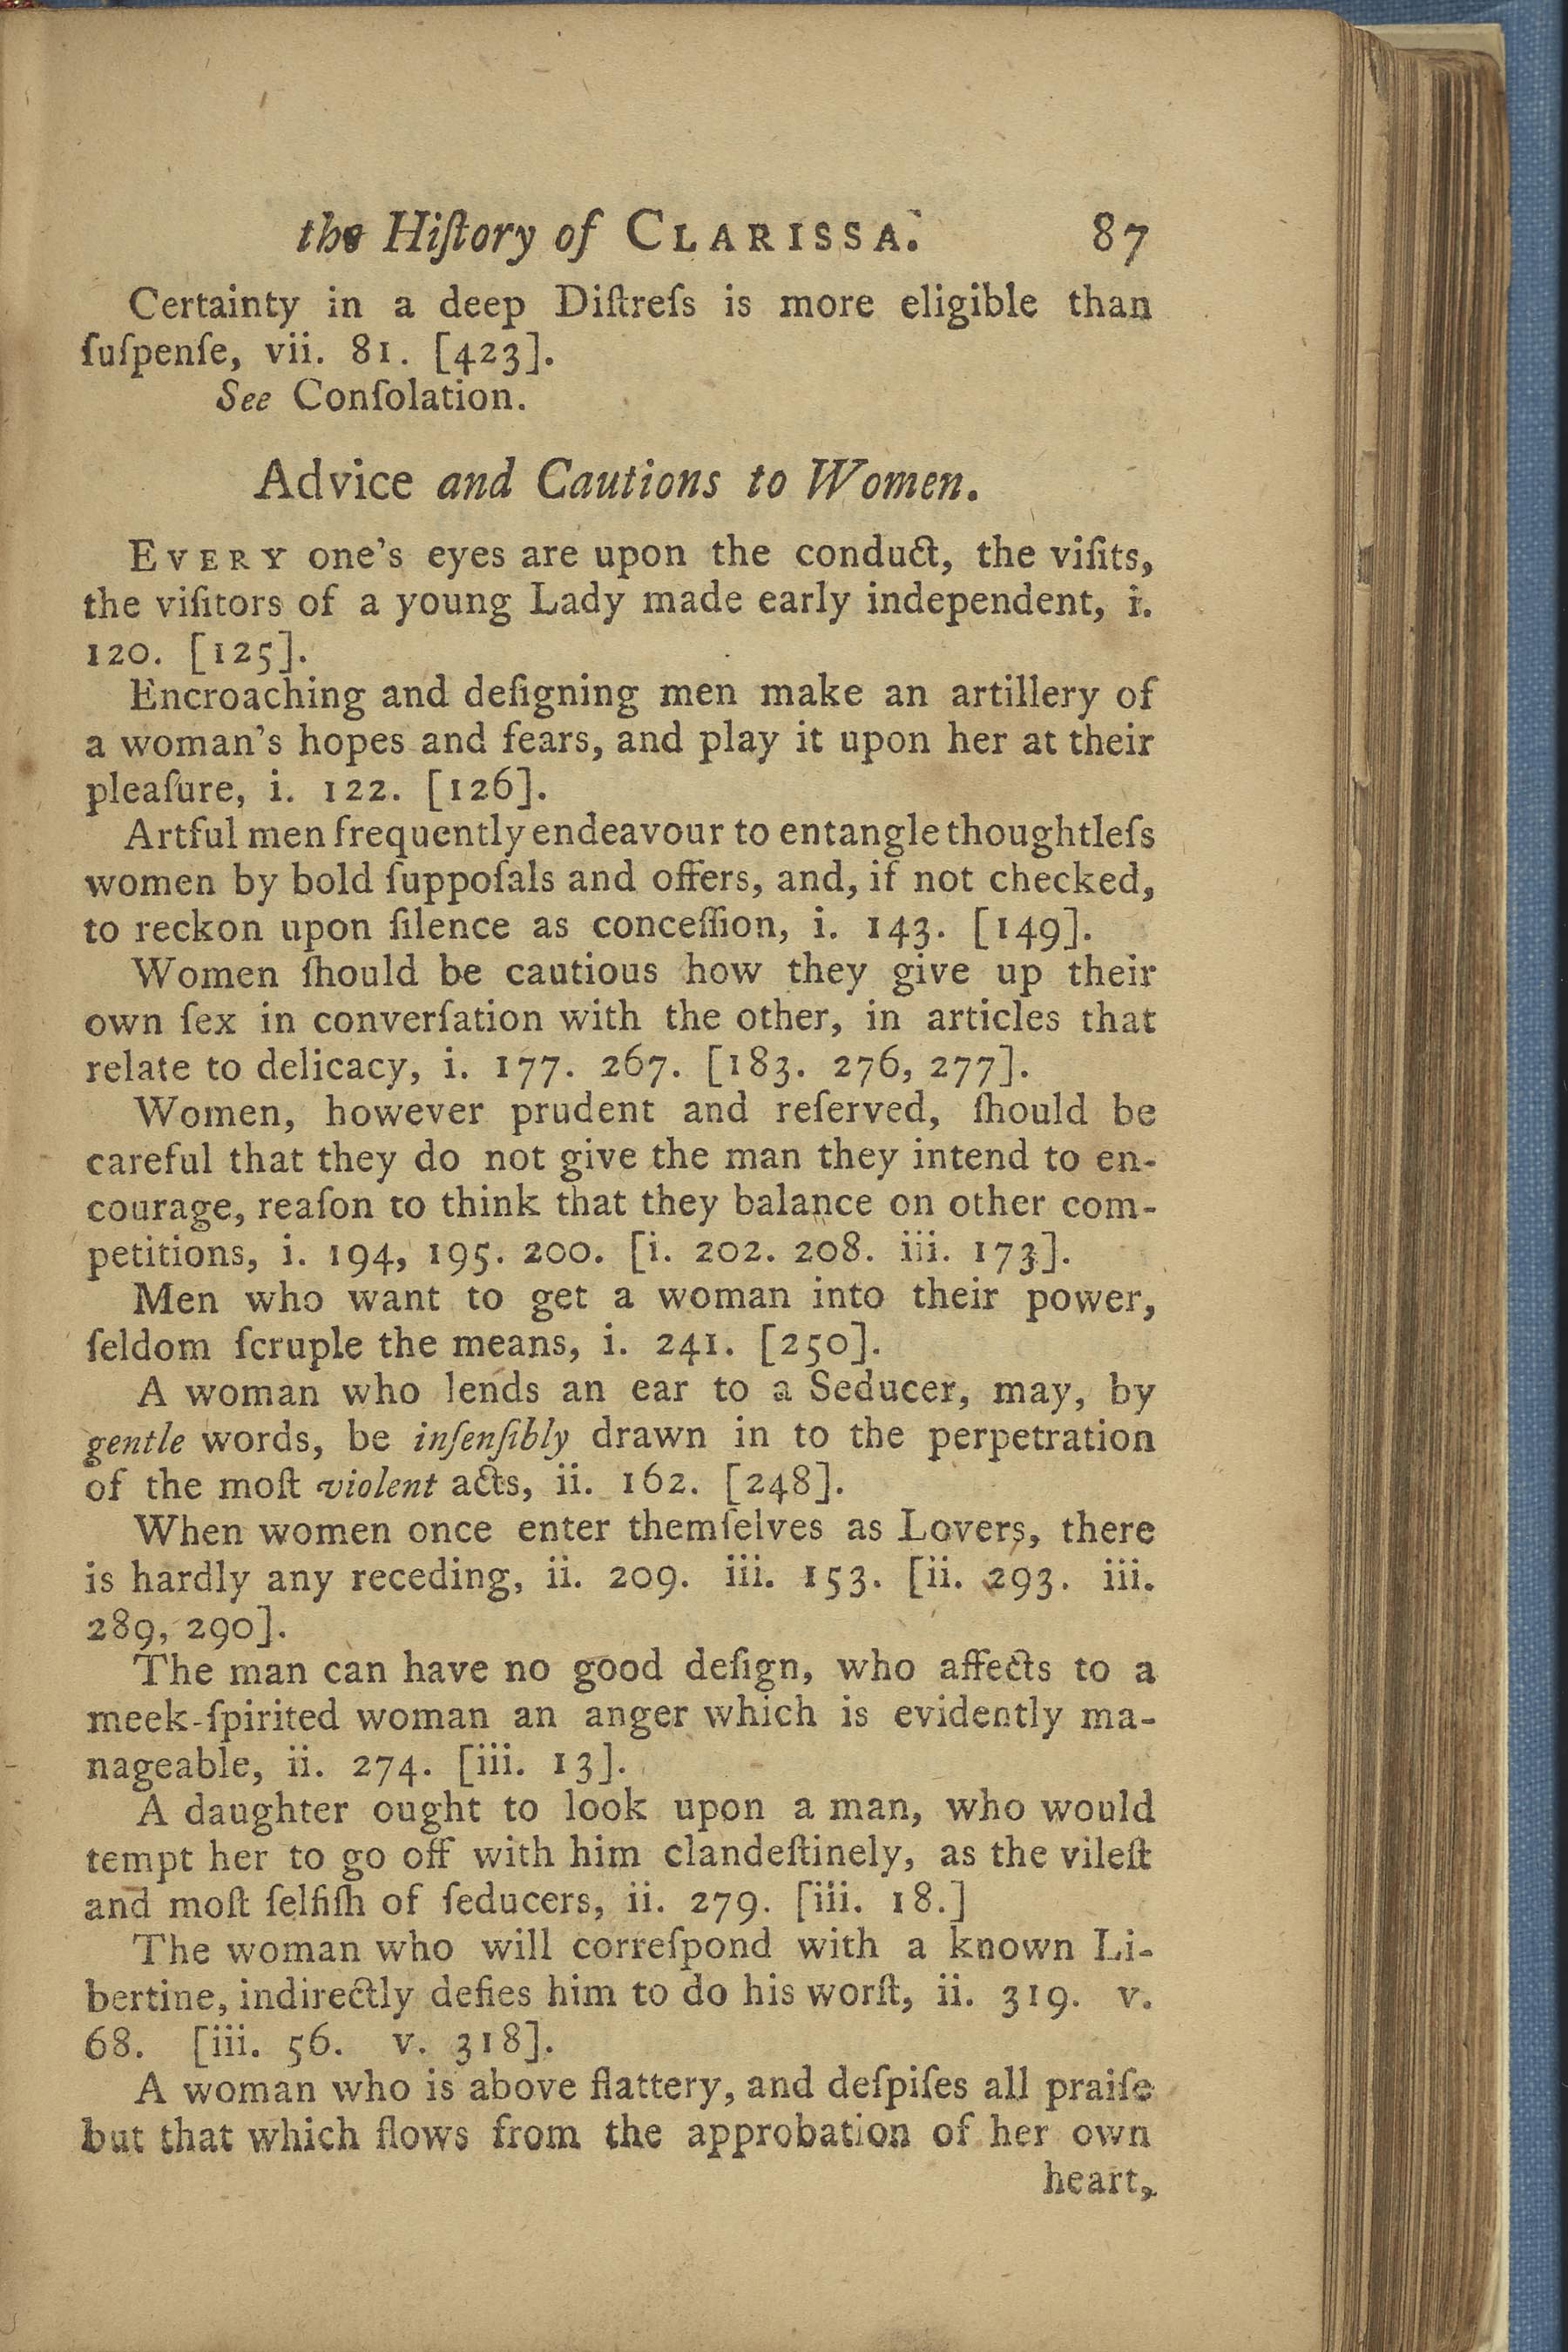 the Hiſtory of CLARISSA. 87
Certainty in a deep Diſtreſs is more eligible than
ſuſpenſe, vii. 81. [423].
See Conſolation.
Advice and Cautions to Women.
EVERY one's eyes are upon the conduct, the viſits,
the viſitors of a young Lady made early independent, i.
120. [125].
Encroaching and deſigning men make an artillery of
a woman's hopes and fears, and play it upon her at their
pleaſure, i. 122. [126].
Artful men frequently endeavour to entangle thoughtleſs
women by bold ſuppoſals and offers, and, if not checked,
to reckon upon ſilence as conceſſion, i. 143. [149].
Women ſhould be cautious how they give up their
own ſex in converſation with the other, in articles that
relate to delicacy, i. 177. 267. [183. 276, 277].
Women, however prudent and reſerved, ſhould be
careful that they do not give the man they intend to en-
courage, reaſon to think that they balance on other com-
petitions, i. 194, 195. 200. [i. 202. 208. iii. 173].
Men who want to get a woman into their power,
ſeldom ſcruple the means, i. 241. [250].
A woman who lends an ear to a Seducer, may, by
gentle words, be inſenſibly drawn in to the perpetration
of the moſt violent acts, ii. 162. [248].
When women once enter themſelves as Lovers, there
is hardly any receding, ii. 209. iii. 153. [ii. 293. iii.
289, 290].
The man can have no good deſign, who affects to a
meek-ſpirited woman an anger which is evidently ma-
nageable, ii. 274. [iii. 13].
A daughter ought to look upon a man, who would
tempt her to go off with him clandeſtinely, as the vileſt
and moſt ſelfiſh of ſeducers, ii. 279. [iii. 18.]
The woman who will correſpond with a known Li-
bertine, indirectly defies him to do his worſt, ii. 319. v.
68. [iii. 56. v. 318].
A woman who is above flattery, and deſpiſes all praiſe
but that which flows from the approbation of her own
heart,